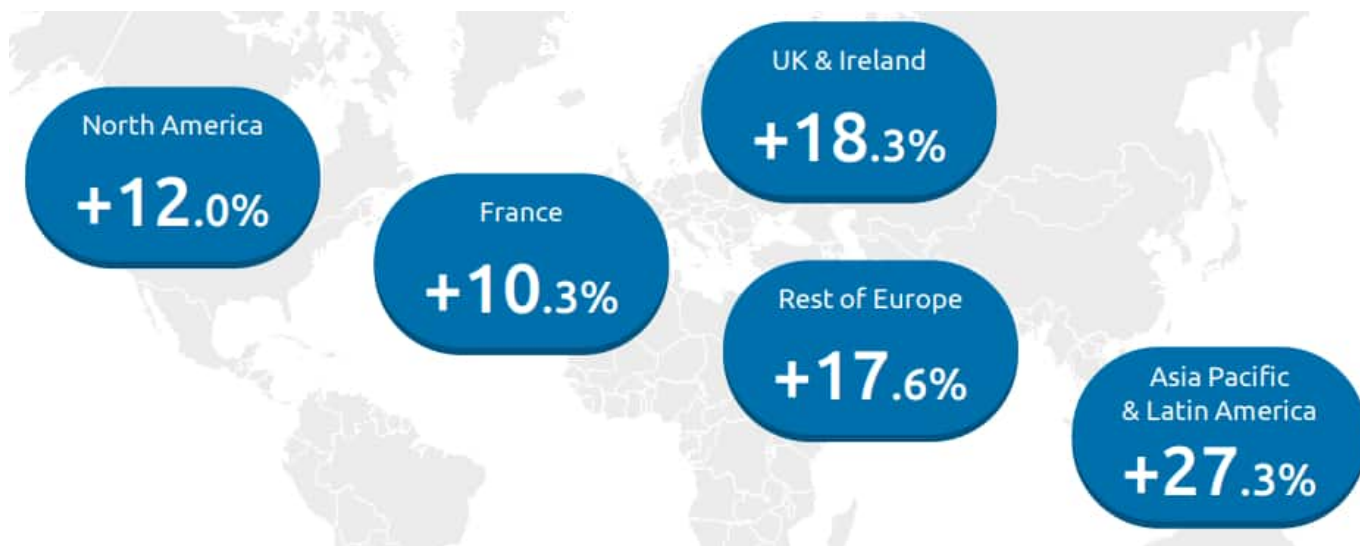 North America
+12.0%
France
+10.3%
UK & Ireland
+18.3%
Rest of Europe
+17.6%
Asia Pacific
& Latin America
+27.3%